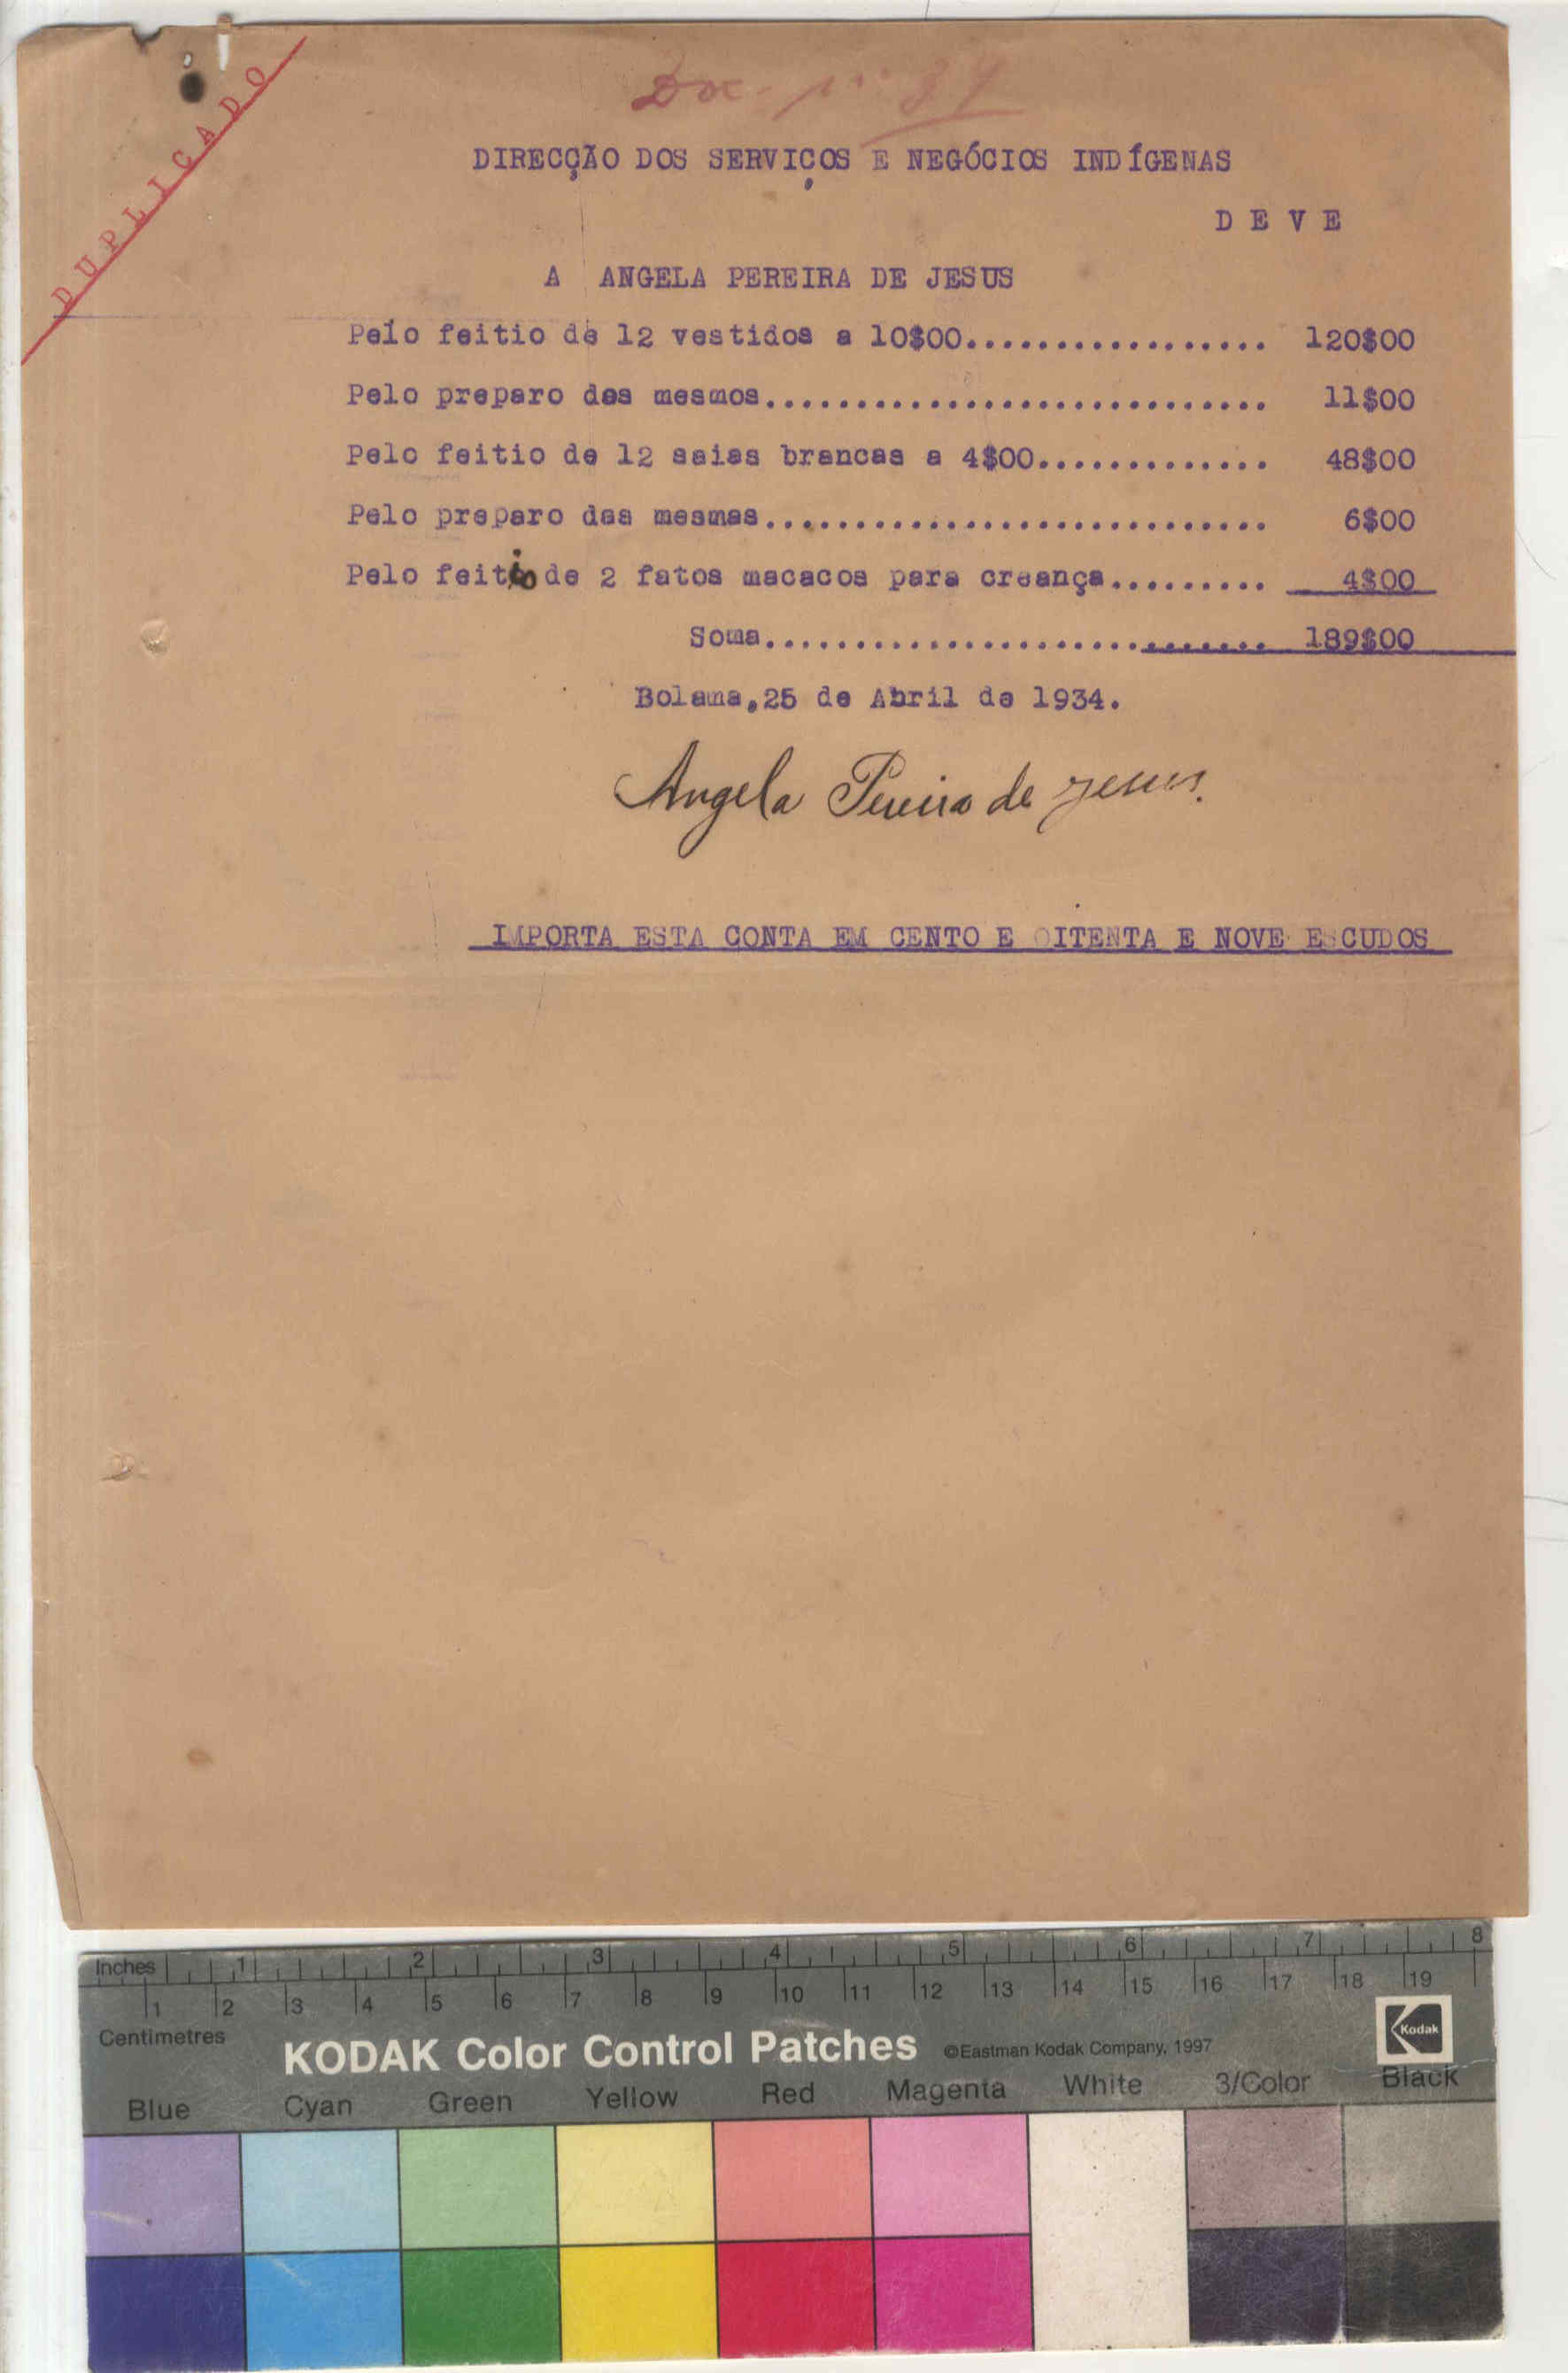 DUPLICADO
Doc. nº 37
DIRECÇÃO DOS SERVIÇOS E NEGÓCIOS INDÍGENAS
D E V E
A ANGELA PEREIRA DE JESUS
Pelo feitio de 12 vestidos a 10$00................. 120$00
Pelo preparo dos mesmos............................ 11$00
Pelo feitio de 12 saias brancas a 4$00............. 48$00
Pelo preparo das mesmas............................ 6$00
Pelo feitio de 2 fatos macacos para creança......... 4$00
Soma............................ 189$00
Bolama,25 de Abril de 1934.
Angela Pereira de Jesus.
IMPORTA ESTA CONTA EM CENTO E OITENTA E NOVE ESCUDOS
Inches 1 2 3 4 5 6 7 8
1 2 3 4 5 6 7 8 9 10 11 12 13 14 15 16 17 18 19
Centimetres
KODAK Color Control Patches ©Eastman Kodak Company, 1997 Kodak
Blue Cyan Green Yellow Red Magenta White 3/Color Black